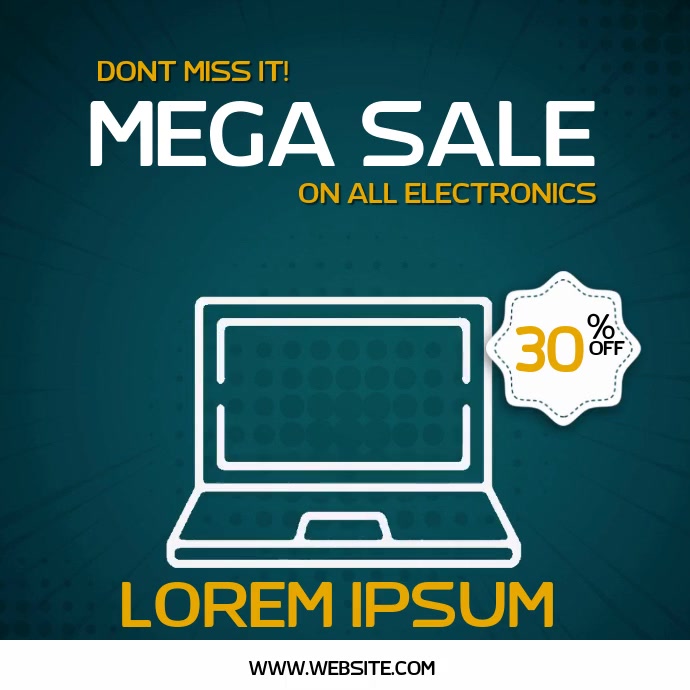 DONT MISS IT!
MEGA SALE
ON ALL ELECTRONICS
30% OFF
LOREM IPSUM
WWW.WEBSITE.COM